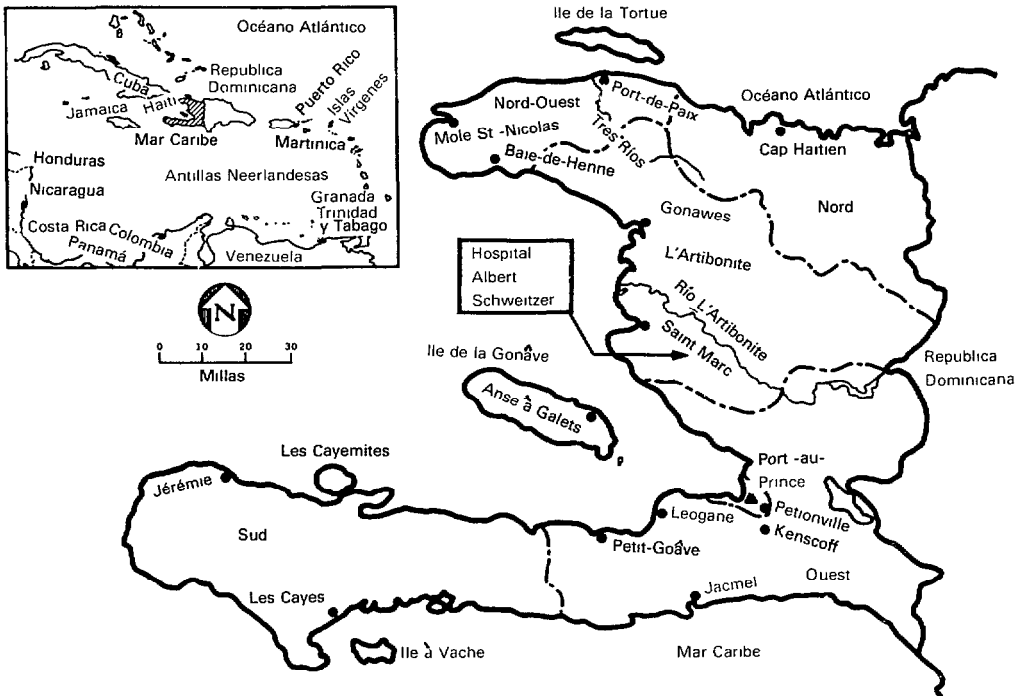 Océano Atlántico
Cuba
Republica
Dominicana
Puerto Rico
Islas
Vírgenes
Jamaica
Haiti
Mar Caribe
Martinica
Honduras
Antillas Neerlandesas
Nicaragua
Granada
Trinidad
y Tabago
Costa Rica
Colombia
Panamá
Venezuela
N
0 10 20 30
Millas
Ile de la Tortue
Nord-Ouest
Port-de-Paix
Océano Atlántico
Mole St -Nicolas
Tres Ríos
Cap Haitien
Baie-de-Henne
Gonawes
Nord
Hospital
Albert
Schweitzer
L'Artibonite
Río L'Artibonite
Saint Marc
Ile de la Gonâve
Republica
Dominicana
Anse à Galets
Les Cayemites
Port -au-
Prince
Jérémie
Leogane
Petionville
Kenscoff
Sud
Petit-Goâve
Ouest
Jacmel
Les Cayes
Ile à Vache
Mar Caribe